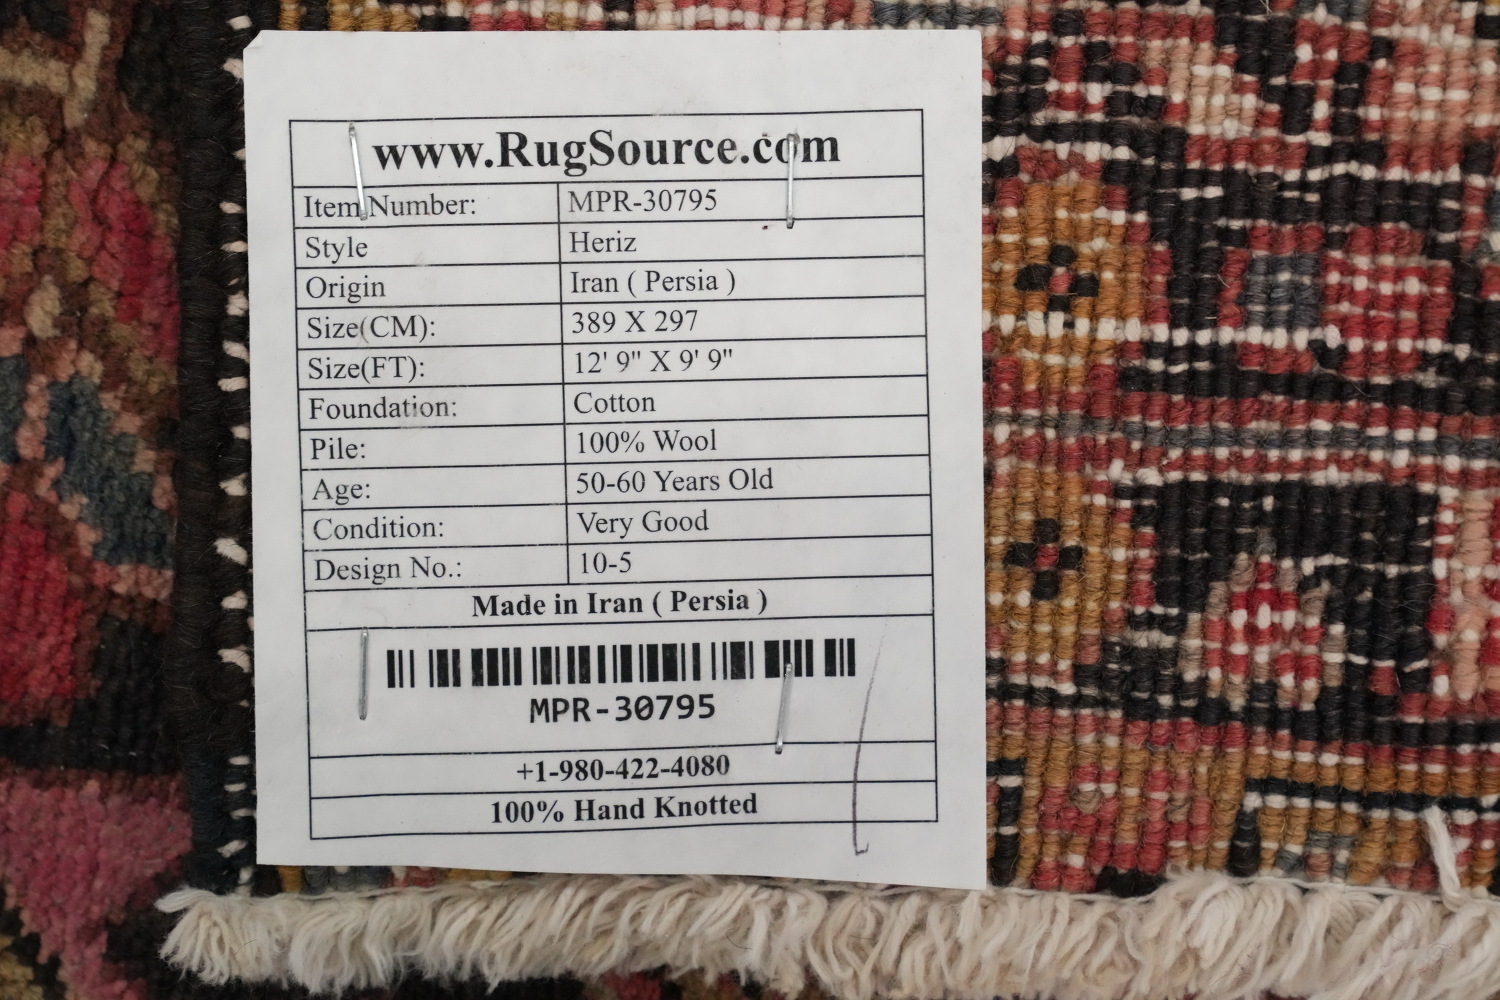 www.RugSource.com
Item Number: MPR-30795
Style Heriz
Origin Iran ( Persia )
Size(CM): 389 X 297
Size(FT): 12' 9" X 9' 9"
Foundation: Cotton
Pile: 100% Wool
Age: 50-60 Years Old
Condition: Very Good
Design No.: 10-5
Made in Iran ( Persia )
MPR-30795
+1-980-422-4080
100% Hand Knotted